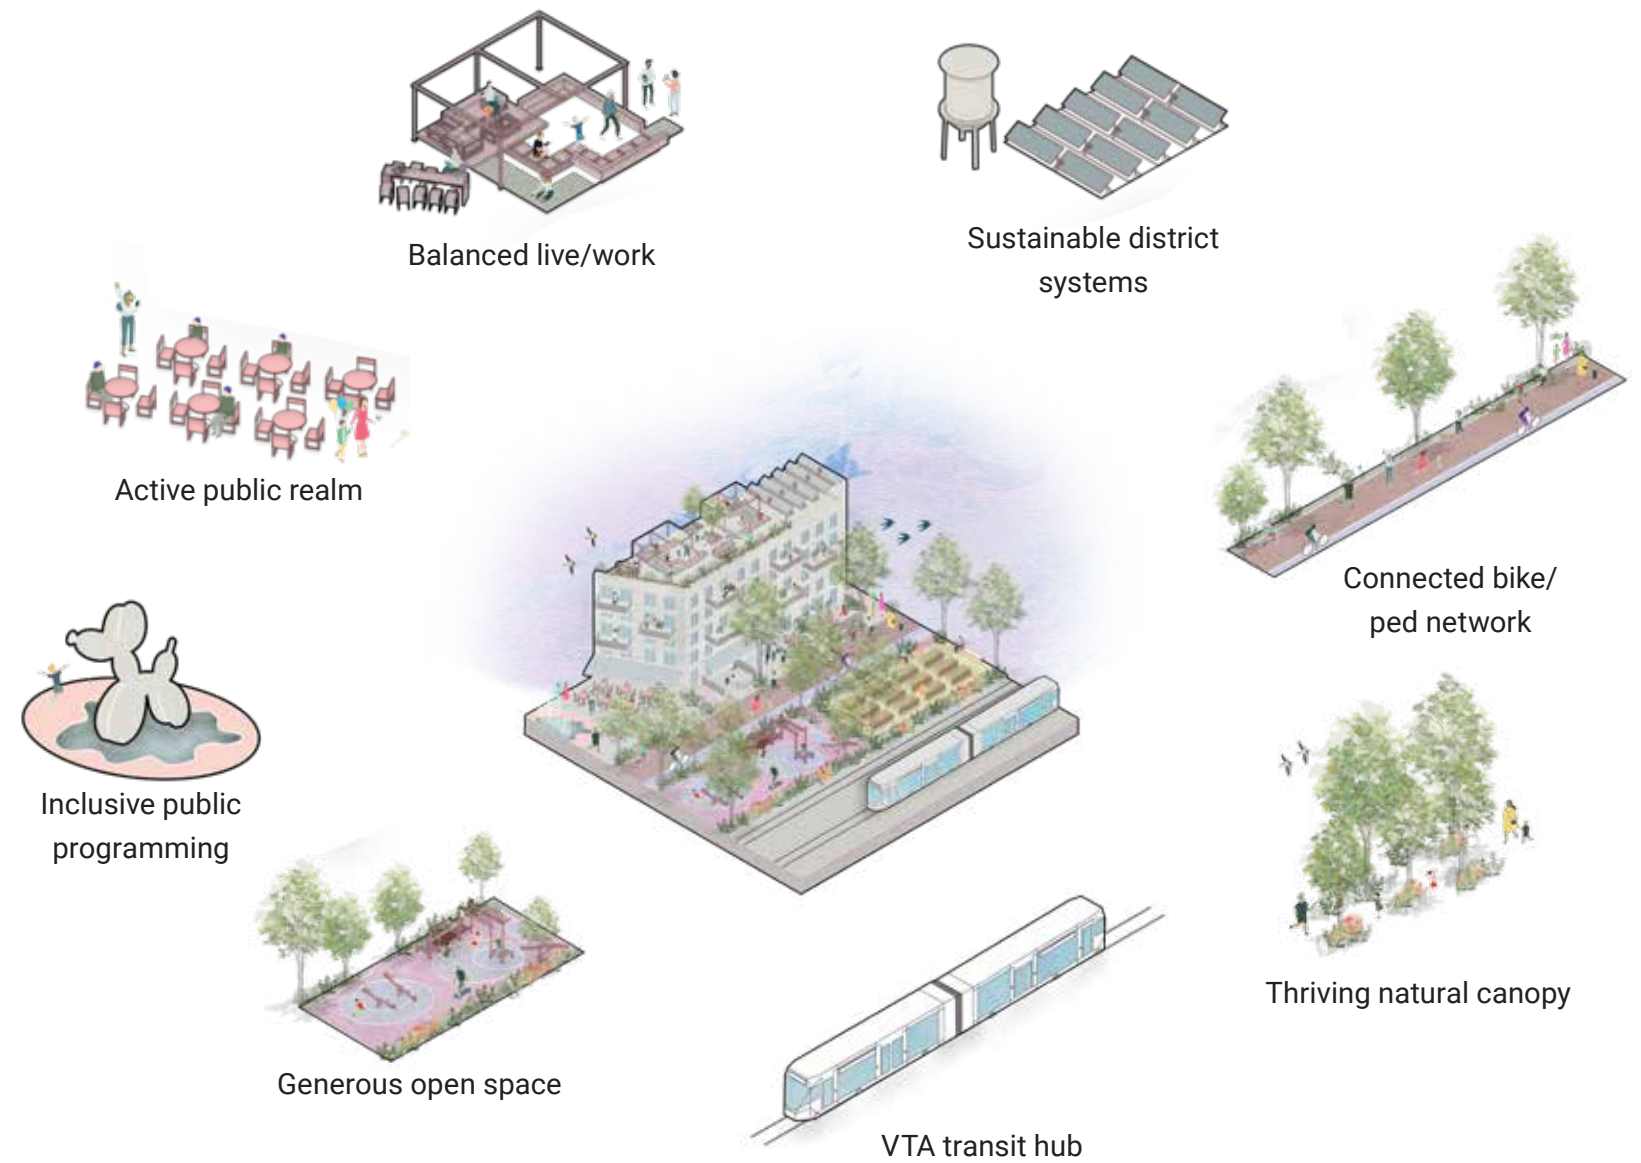 Balanced live/work
Sustainable district
systems
Active public realm
Connected bike/
ped network
Inclusive public
programming
Thriving natural canopy
Generous open space
VTA transit hub